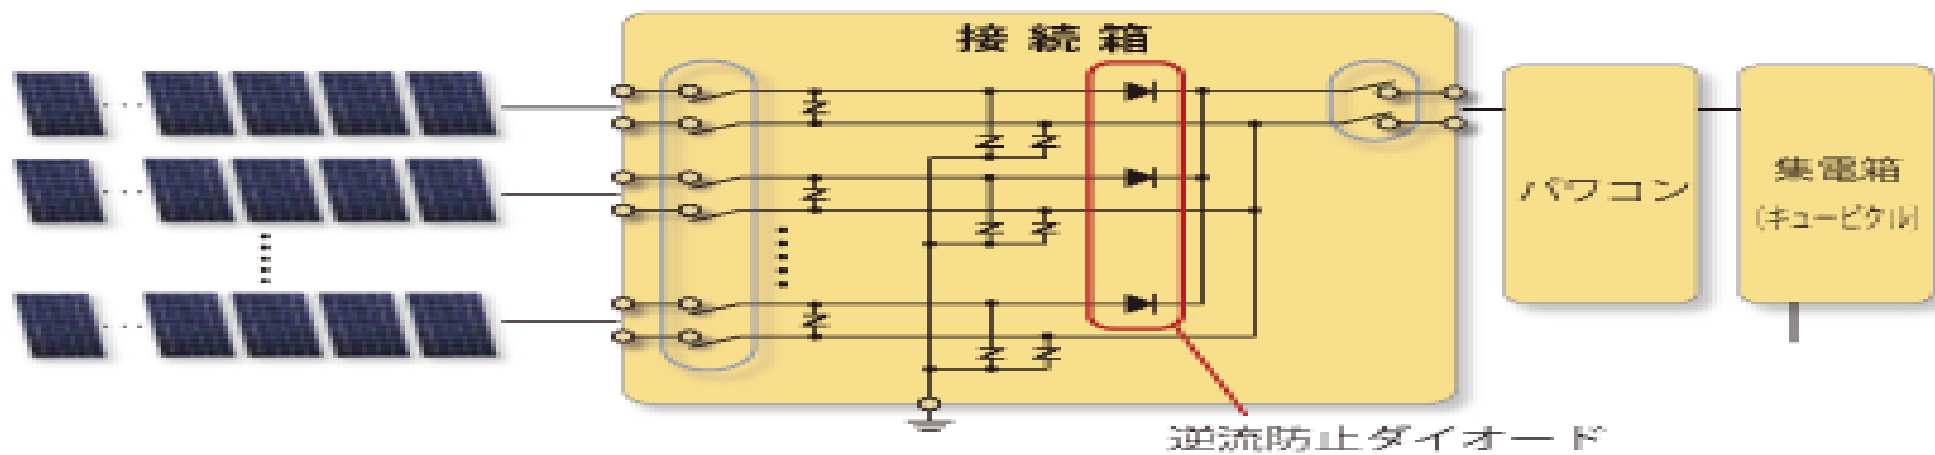 接続箱
パワコン
集電箱
(キュービクル)
逆流防止ダイオード